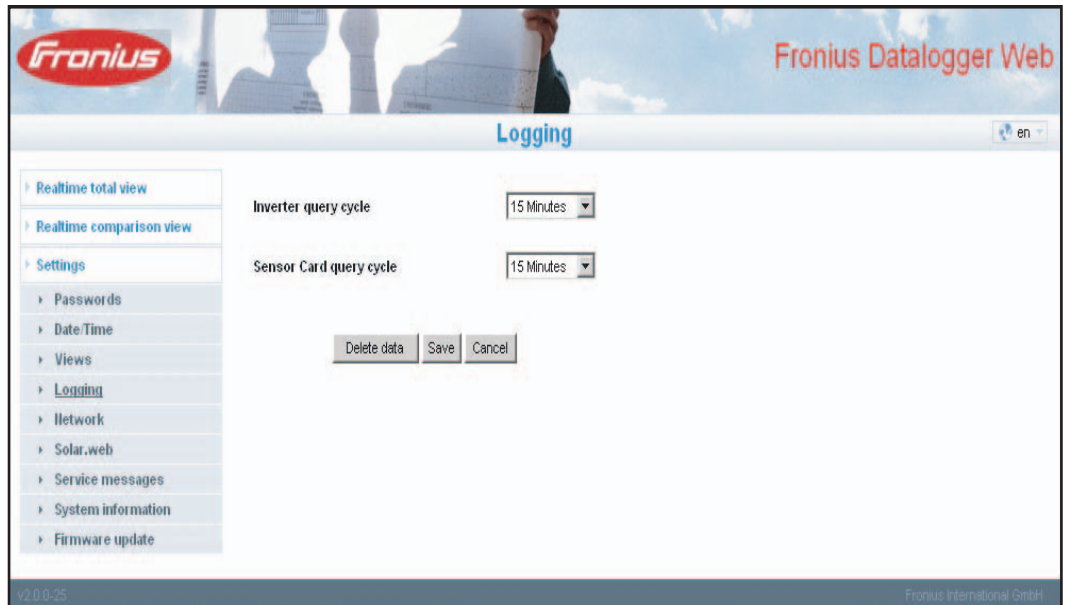 Fronius
Fronius Datalogger Web
Logging
en
Realtime total view
Realtime comparison view
Settings
Passwords
Date/Time
Views
Logging
Network
Solar.web
Service messages
System information
Firmware update
Inverter query cycle
15 Minutes
Sensor Card query cycle
15 Minutes
Delete data
Save
Cancel
v2.0.0-25
Fronius International GmbH